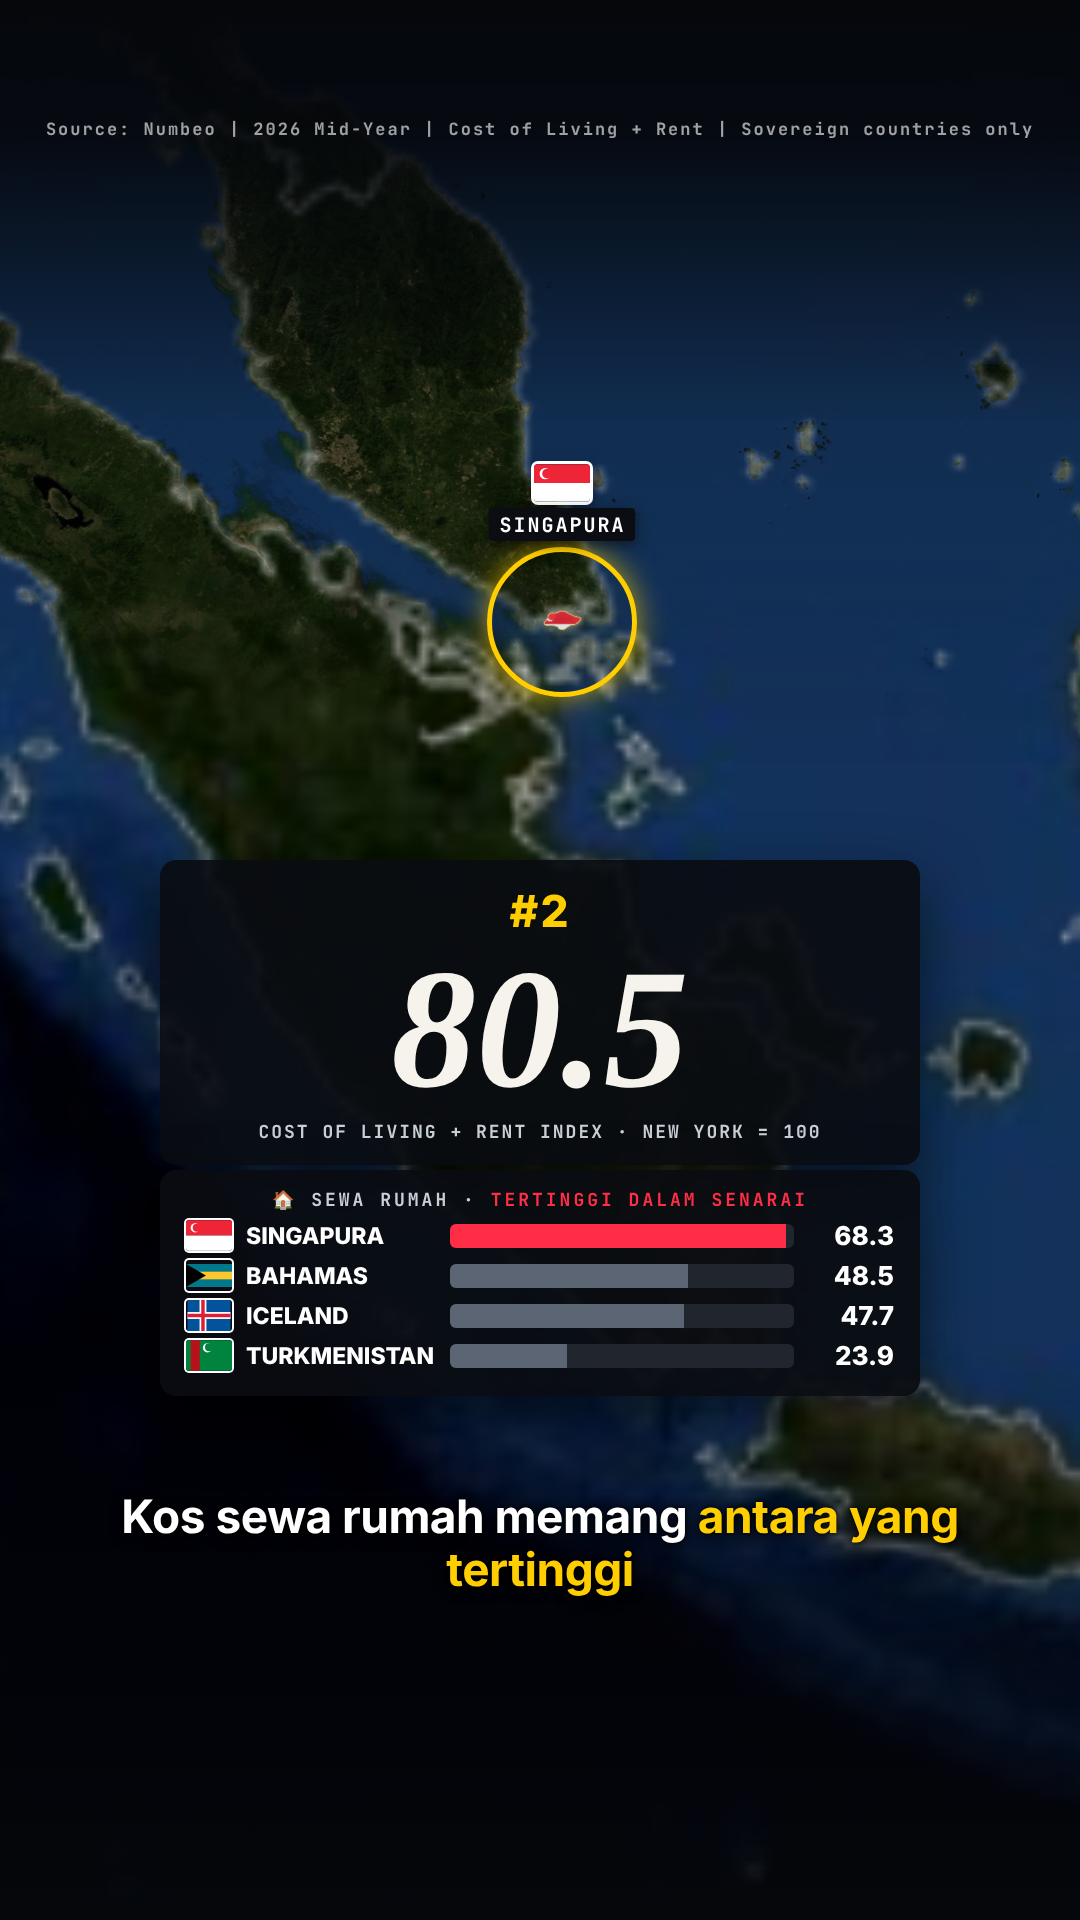 Source: Numbeo | 2026 Mid-Year | Cost of Living + Rent | Sovereign countries only
SINGAPURA
#2
80.5
COST OF LIVING + RENT INDEX · NEW YORK = 100
🏠 SEWA RUMAH · TERTINGGI DALAM SENARAI
SINGAPURA 68.3
BAHAMAS 48.5
ICELAND 47.7
TURKMENISTAN 23.9
Kos sewa rumah memang antara yang
tertinggi